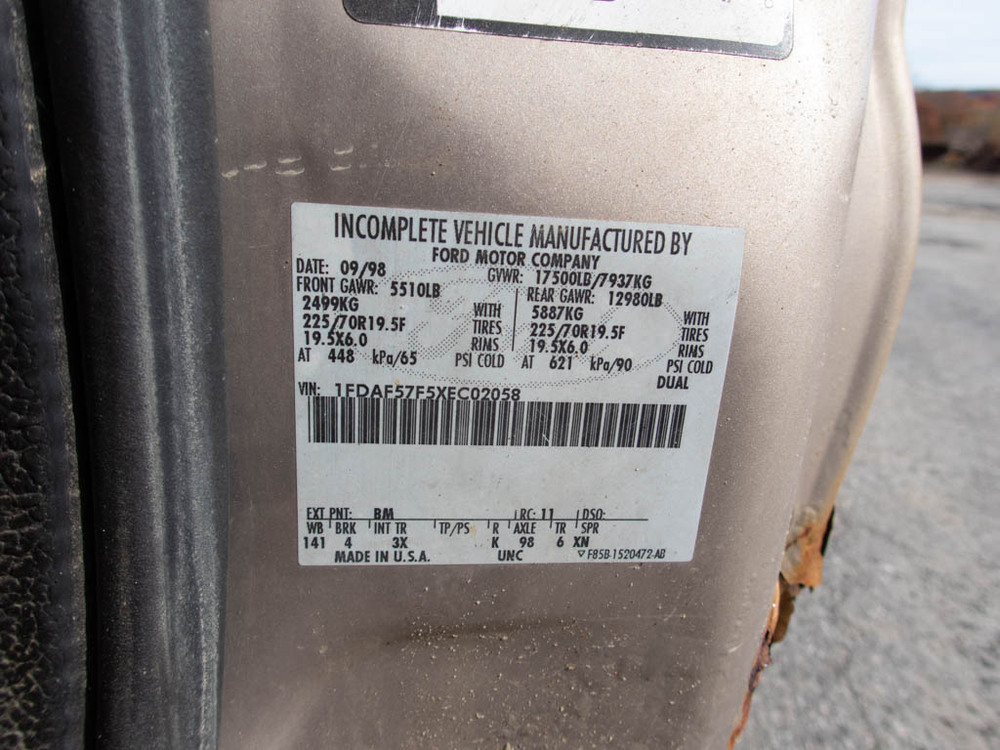 INCOMPLETE VEHICLE MANUFACTURED BY
FORD MOTOR COMPANY
DATE: 09/98 GVWR: 17500LB/7937KG
FRONT GAWR: 5510LB REAR GAWR: 12980LB
2499KG WITH 5887KG WITH
225/70R19.5F TIRES 225/70R19.5F TIRES
19.5X6.0 RIMS 19.5X6.0 RIMS
AT 448 kPa/65 PSI COLD AT 621 kPa/90 PSI COLD
DUAL
VIN: 1FDAF57F5XEC02058
EXT PNT: BM RC: 11 DSO:
WB BRK INT TR TP/PS R AXLE TR SPR
141 4 3X K 98 6 XN
MADE IN U.S.A. UNC F85B-1520472-AB